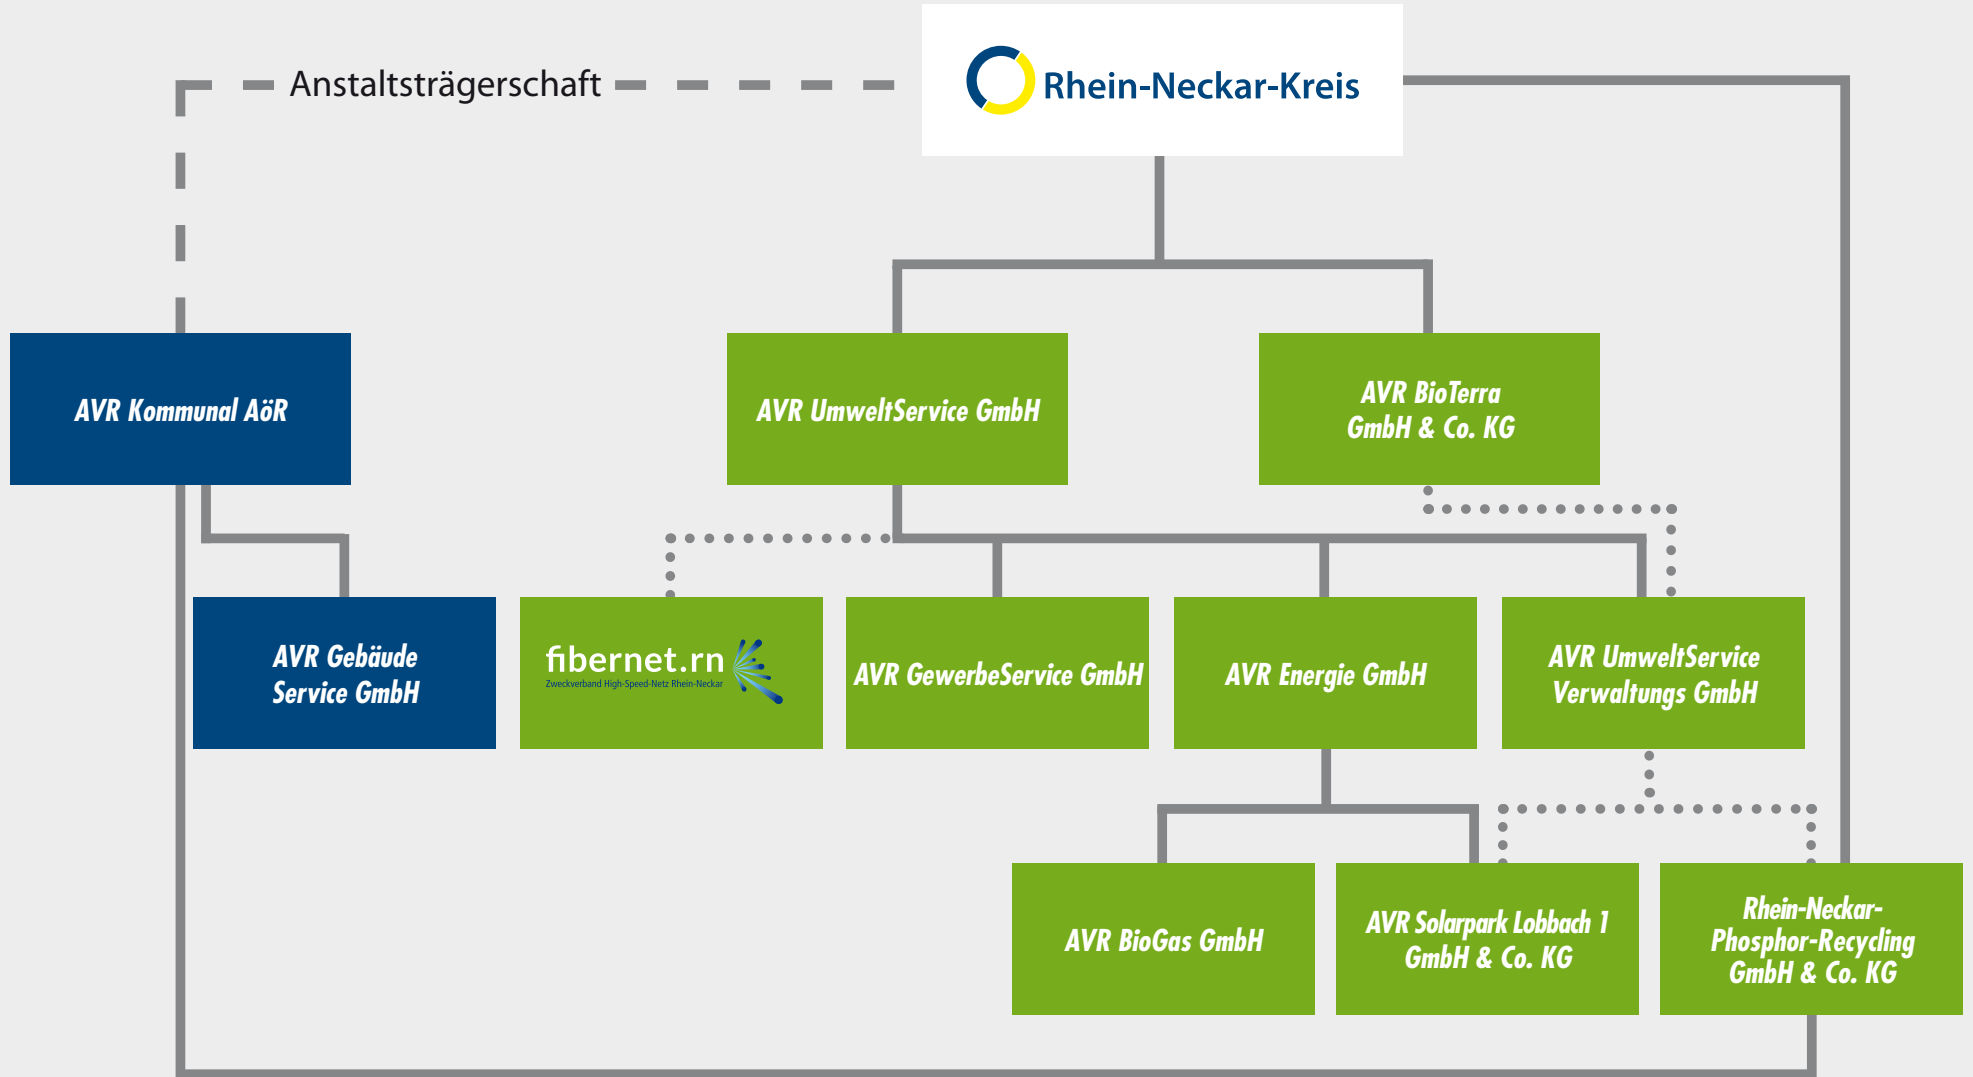 Anstaltsträgerschaft
Rhein-Neckar-Kreis
AVR Kommunal AöR
AVR UmweltService GmbH
AVR BioTerra
GmbH & Co. KG
AVR Gebäude
Service GmbH
fibernet.rn
Zweckverband High-Speed-Netz Rhein-Neckar
AVR GewerbeService GmbH
AVR Energie GmbH
AVR UmweltService
Verwaltungs GmbH
AVR BioGas GmbH
AVR Solarpark Lobbach 1
GmbH & Co. KG
Rhein-Neckar-
Phosphor-Recycling
GmbH & Co. KG